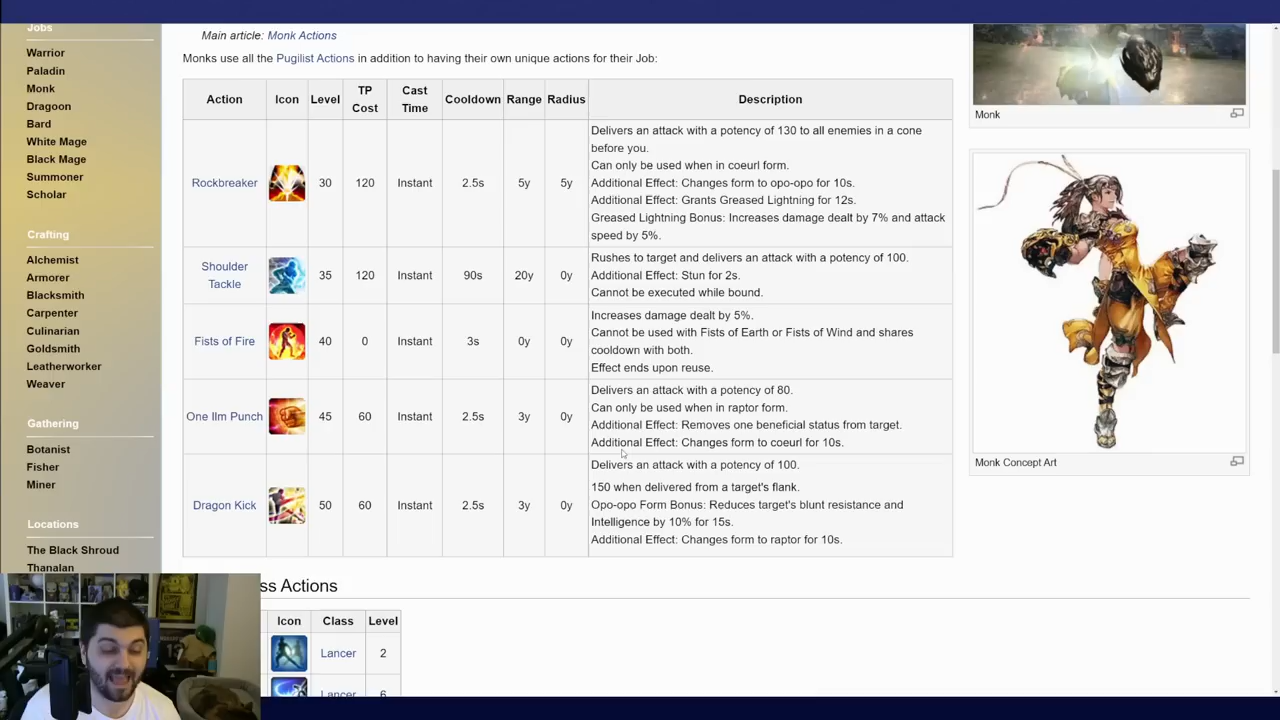 Jobs
Warrior
Paladin
Monk
Dragoon
Bard
White Mage
Black Mage
Summoner
Scholar
Crafting
Alchemist
Armorer
Blacksmith
Carpenter
Culinarian
Goldsmith
Leatherworker
Weaver
Gathering
Botanist
Fisher
Miner
Locations
The Black Shroud
Thanalan
Main article: Monk Actions
Monks use all the Pugilist Actions in addition to having their own unique actions for their Job:
Action Icon Level TP Cost Cast Time Cooldown Range Radius Description
Rockbreaker 30 120 Instant 2.5s 5y 5y
Delivers an attack with a potency of 130 to all enemies in a cone
before you.
Can only be used when in coeurl form.
Additional Effect: Changes form to opo-opo for 10s.
Additional Effect: Grants Greased Lightning for 12s.
Greased Lightning Bonus: Increases damage dealt by 7% and attack
speed by 5%.
Shoulder
Tackle
35 120 Instant 90s 20y 0y
Rushes to target and delivers an attack with a potency of 100.
Additional Effect: Stun for 2s.
Cannot be executed while bound.
Fists of Fire 40 0 Instant 3s 0y 0y
Increases damage dealt by 5%.
Cannot be used with Fists of Earth or Fists of Wind and shares
cooldown with both.
Effect ends upon reuse.
One Ilm Punch 45 60 Instant 2.5s 3y 0y
Delivers an attack with a potency of 80.
Can only be used when in raptor form.
Additional Effect: Removes one beneficial status from target.
Additional Effect: Changes form to coeurl for 10s.
Dragon Kick 50 60 Instant 2.5s 3y 0y
Delivers an attack with a potency of 100.
150 when delivered from a target's flank.
Opo-opo Form Bonus: Reduces target's blunt resistance and
Intelligence by 10% for 15s.
Additional Effect: Changes form to raptor for 10s.
ss Actions
Icon Class Level
Lancer 2
Lancer 6
Monk
Monk Concept Art